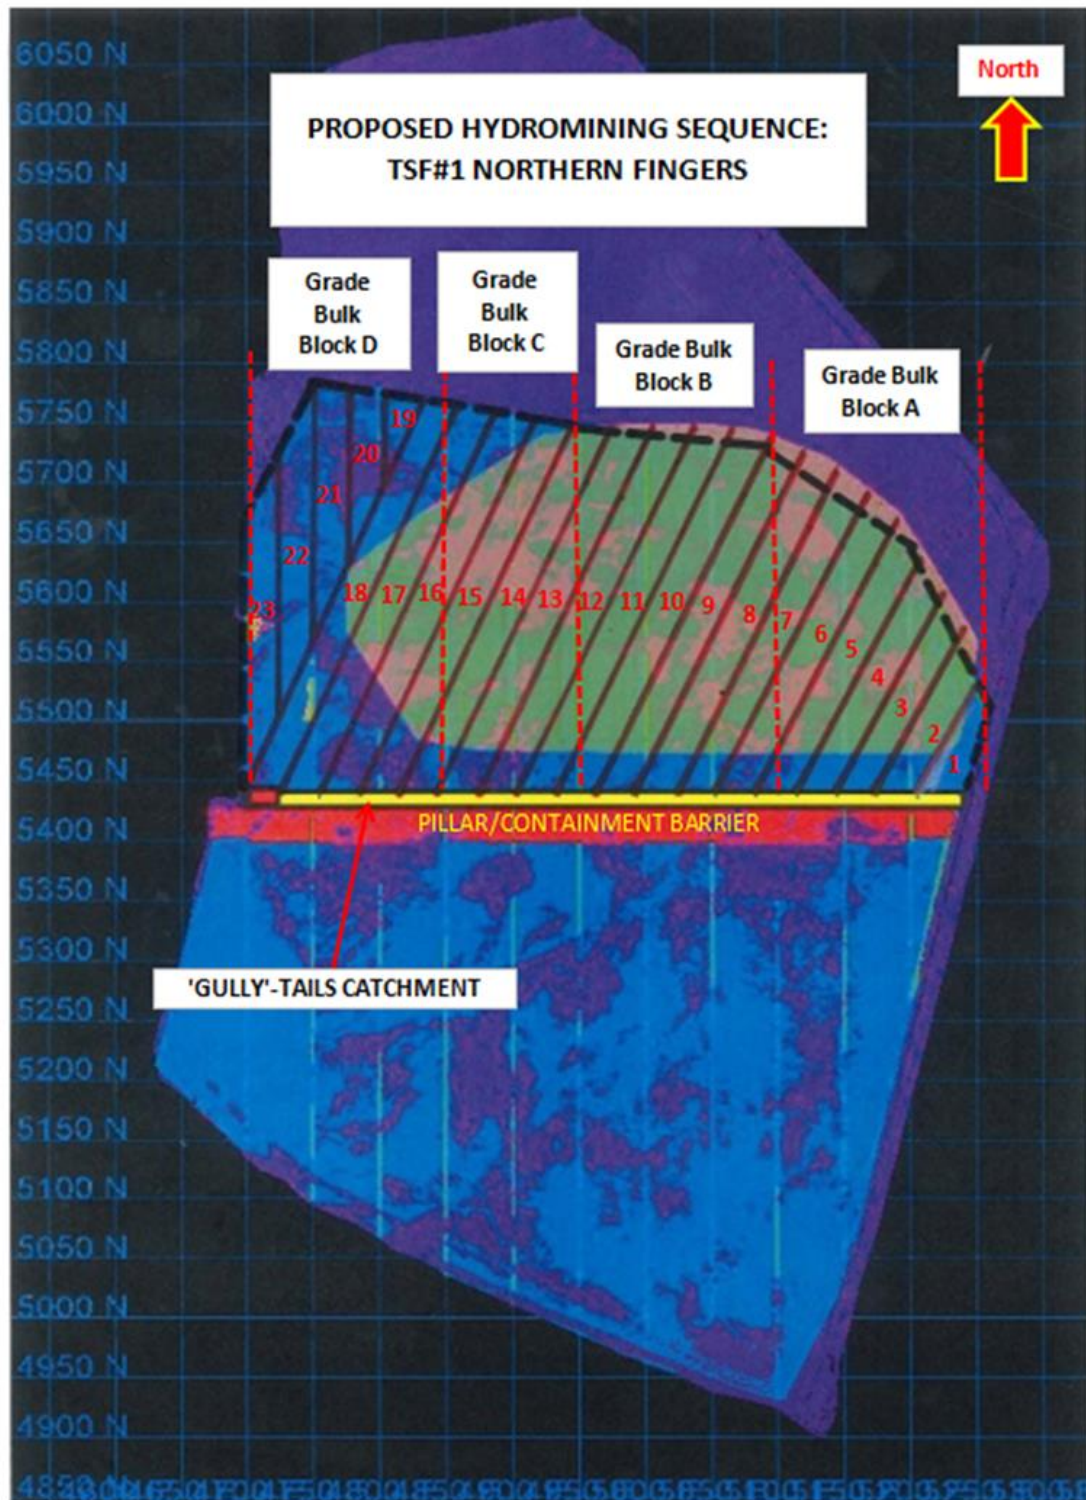 6050 N
North
6000 N
PROPOSED HYDROMINING SEQUENCE:
TSF#1 NORTHERN FINGERS
5950 N
5900 N
5850 N
5800 N
5750 N
5700 N
5650 N
5600 N
5550 N
5500 N
5450 N
5400 N
5350 N
5300 N
5250 N
5200 N
5150 N
5100 N
5050 N
5000 N
4950 N
4900 N
Grade
Bulk
Block D
Grade
Bulk
Block C
Grade Bulk
Block B
Grade Bulk
Block A
19
20
21
22
23
18
17
16
15
14
13
12
11
10
9
8
7
6
5
4
3
2
1
PILLAR/CONTAINMENT BARRIER
'GULLY'-TAILS CATCHMENT